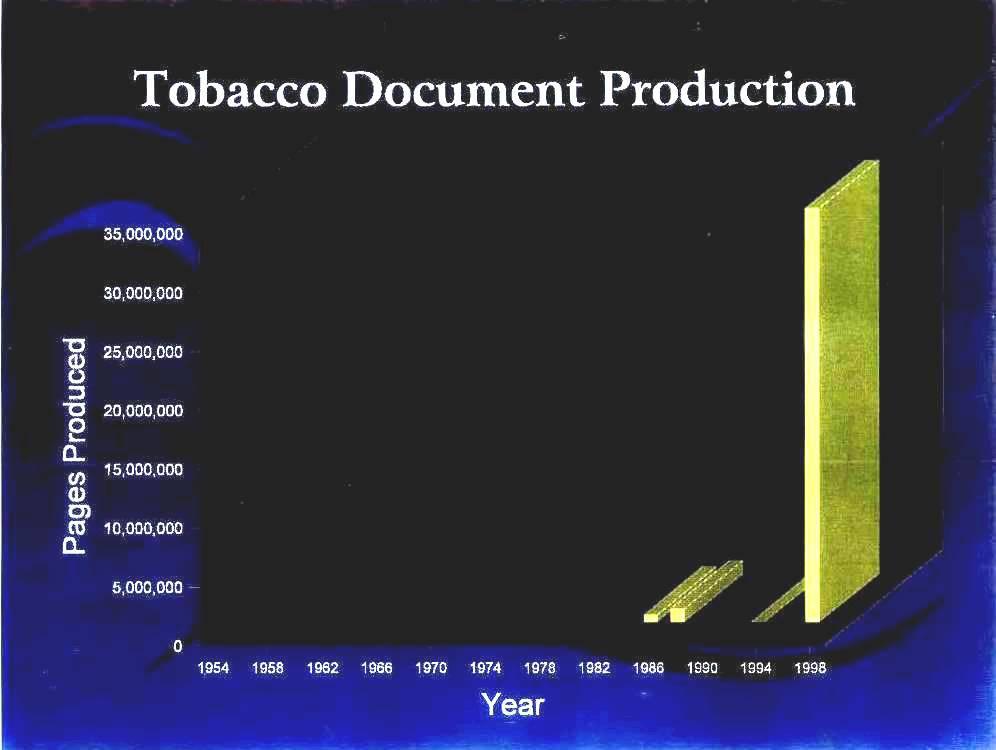 Tobacco Document Production
35,000,000
30,000,000
25,000,000
20,000,000
15,000,000
10,000,000
5,000,000
0
Pages Produced
1954 1958 1962 1966 1970 1974 1978 1982 1986 1990 1994 1998
Year